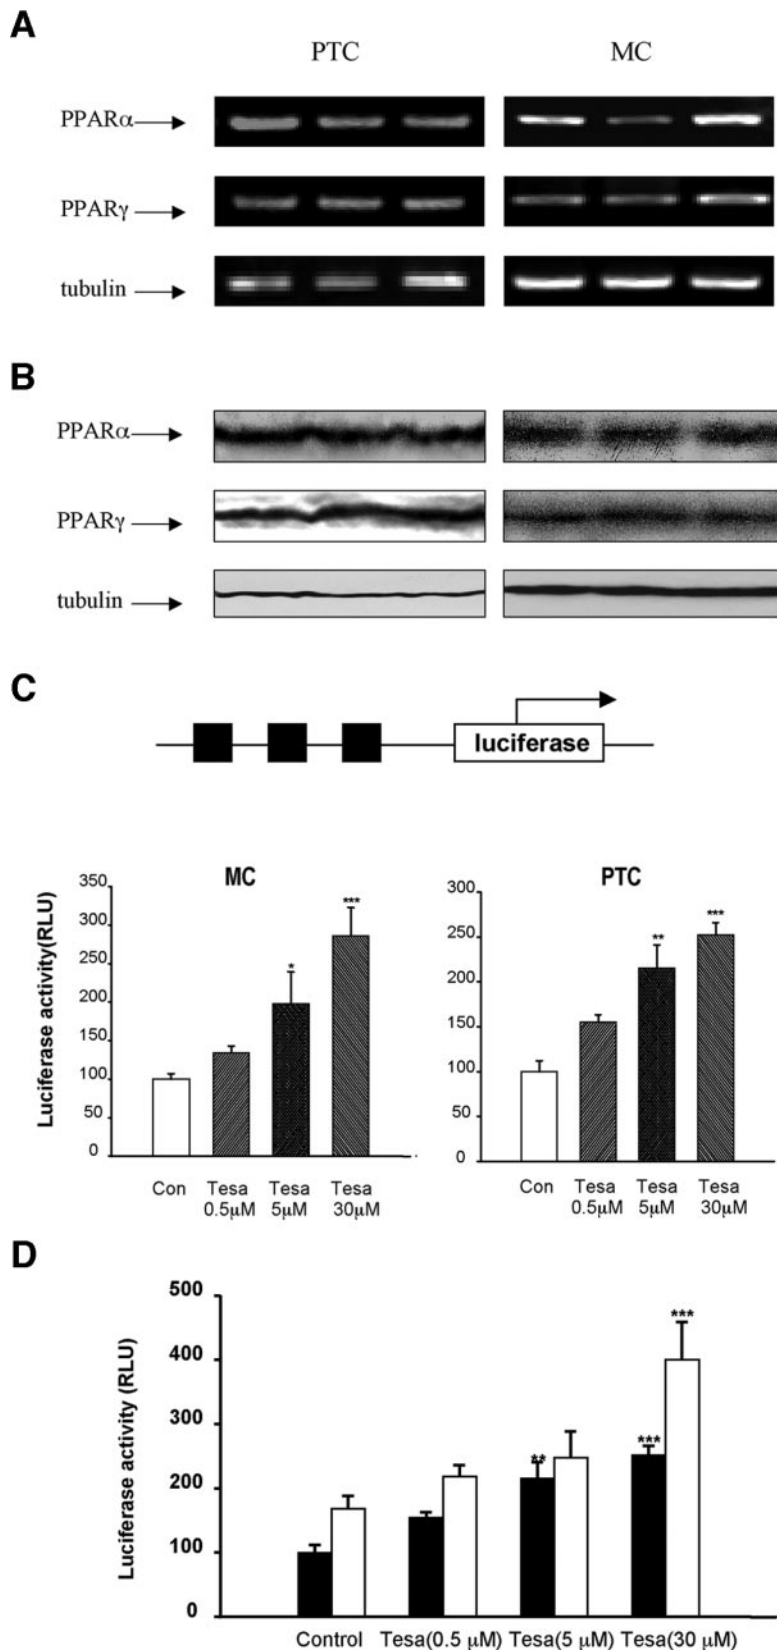 A
PTC MC
PPARα
PPARγ
tubulin
B
PPARα
PPARγ
tubulin
C
luciferase
MC
Luciferase activity(RLU)
350
300
250
200
150
100
50
0
***
*
Con Tesa 0.5μM Tesa 5μM Tesa 30μM
PTC
300
250
200
150
100
50
0
**
***
Con Tesa 0.5μM Tesa 5μM Tesa 30μM
D
Luciferase activity (RLU)
500
400
300
200
100
0
**
***
***
Control Tesa(0.5 μM) Tesa(5 μM) Tesa(30 μM)